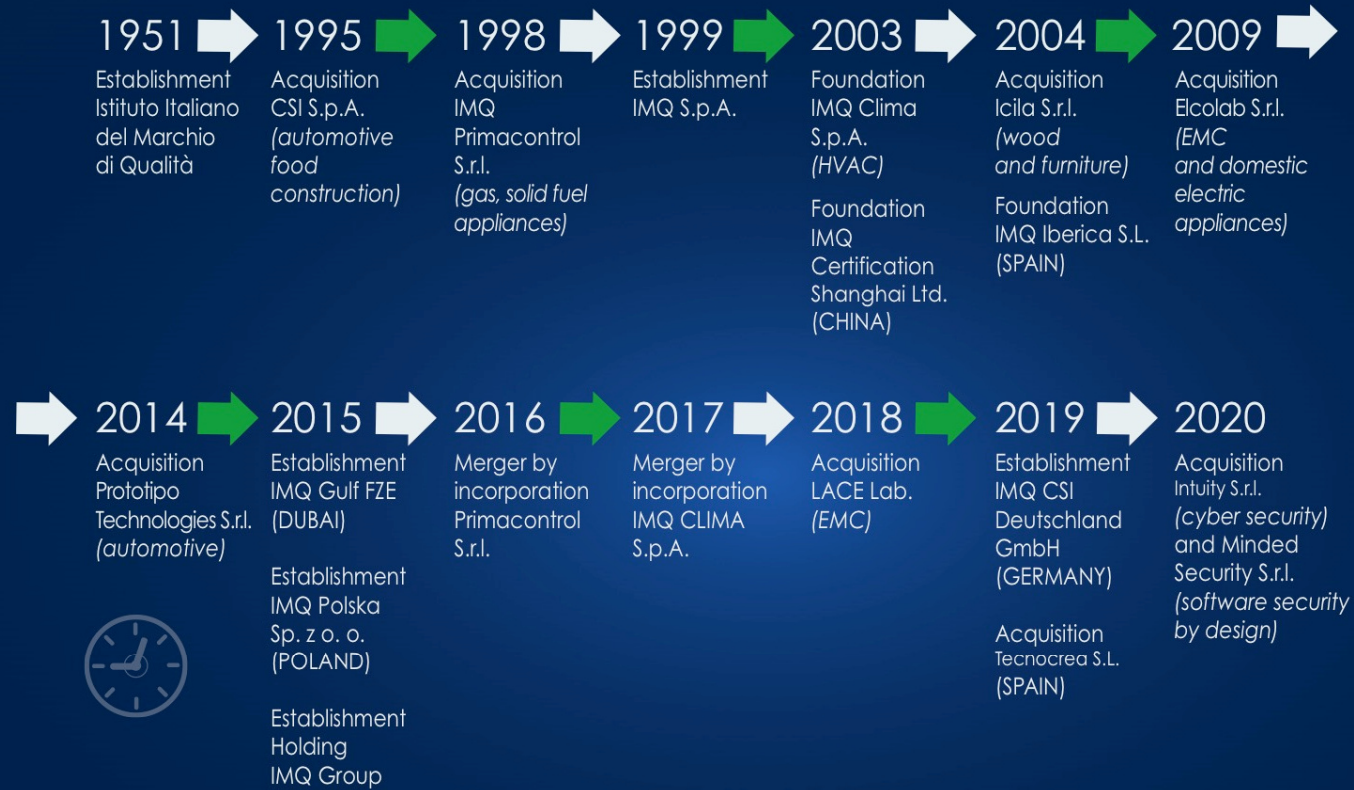 1951
Establishment
Istituto Italiano
del Marchio
di Qualità
1995
Acquisition
CSI S.p.A.
(automotive
food
construction)
1998
Acquisition
IMQ
Primacontrol
S.r.l.
(gas, solid fuel
appliances)
1999
Establishment
IMQ S.p.A.
2003
Foundation
IMQ Clima
S.p.A.
(HVAC)
Foundation
IMQ
Certification
Shanghai Ltd.
(CHINA)
2004
Acquisition
Icila S.r.l.
(wood
and furniture)
Foundation
IMQ Iberica S.L.
(SPAIN)
2009
Acquisition
Elcolab S.r.l.
(EMC
and domestic
electric
appliances)
2014
Acquisition
Prototipo
Technologies S.r.l.
(automotive)
2015
Establishment
IMQ Gulf FZE
(DUBAI)
Establishment
IMQ Polska
Sp. z o. o.
(POLAND)
Establishment
Holding
IMQ Group
2016
Merger by
incorporation
Primacontrol
S.r.l.
2017
Merger by
incorporation
IMQ CLIMA
S.p.A.
2018
Acquisition
LACE Lab.
(EMC)
2019
Establishment
IMQ CSI
Deutschland
GmbH
(GERMANY)
Acquisition
Tecnocrea S.L.
(SPAIN)
2020
Acquisition
Intuity S.r.l.
(cyber security)
and Minded
Security S.r.l.
(software security
by design)